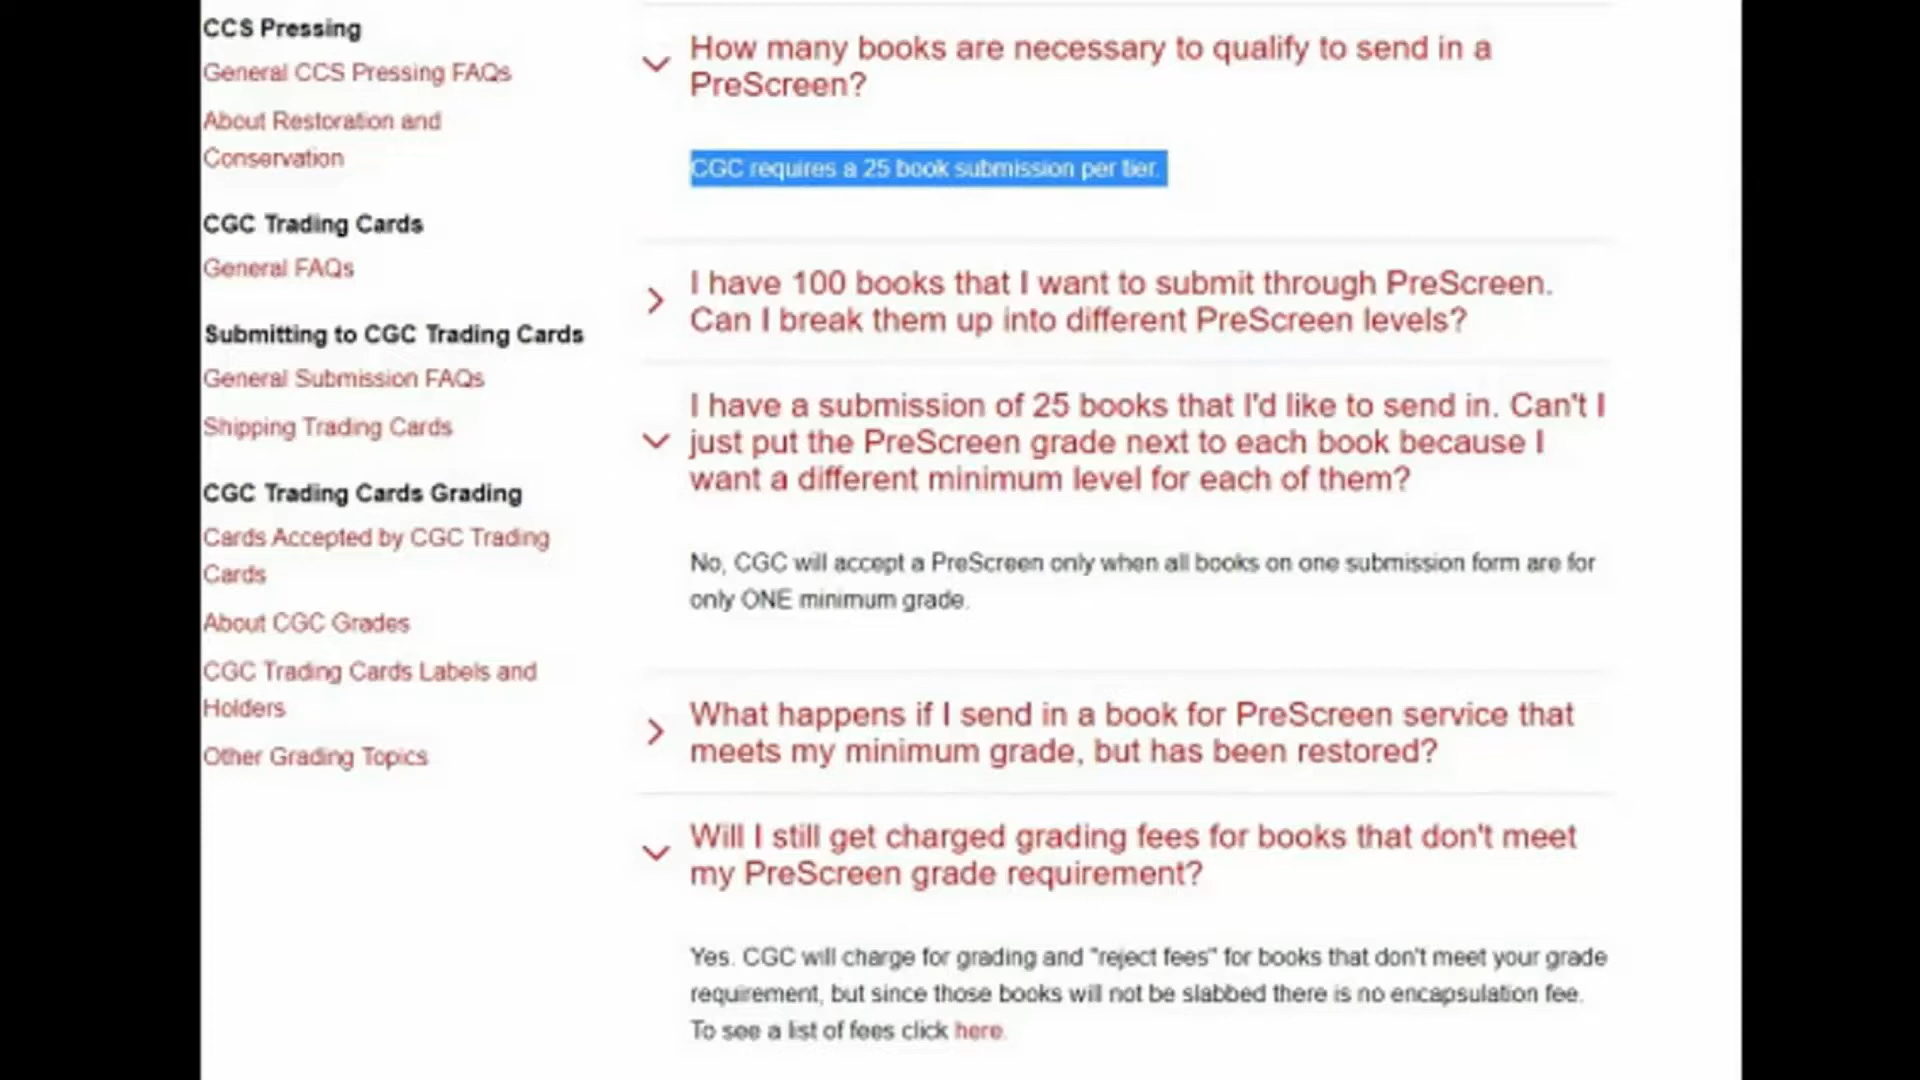 CCS Pressing
General CCS Pressing FAQs
About Restoration and
Conservation
CGC Trading Cards
General FAQs
Submitting to CGC Trading Cards
General Submission FAQs
Shipping Trading Cards
CGC Trading Cards Grading
Cards Accepted by CGC Trading
Cards
About CGC Grades
CGC Trading Cards Labels and
Holders
Other Grading Topics
How many books are necessary to qualify to send in a
PreScreen?
CGC requires a 25 book submission per tier.
I have 100 books that I want to submit through PreScreen.
Can I break them up into different PreScreen levels?
I have a submission of 25 books that I'd like to send in. Can't I
just put the PreScreen grade next to each book because I
want a different minimum level for each of them?
No, CGC will accept a PreScreen only when all books on one submission form are for
only ONE minimum grade.
What happens if I send in a book for PreScreen service that
meets my minimum grade, but has been restored?
Will I still get charged grading fees for books that don't meet
my PreScreen grade requirement?
Yes. CGC will charge for grading and "reject fees" for books that don't meet your grade
requirement, but since those books will not be slabbed there is no encapsulation fee.
To see a list of fees click here.